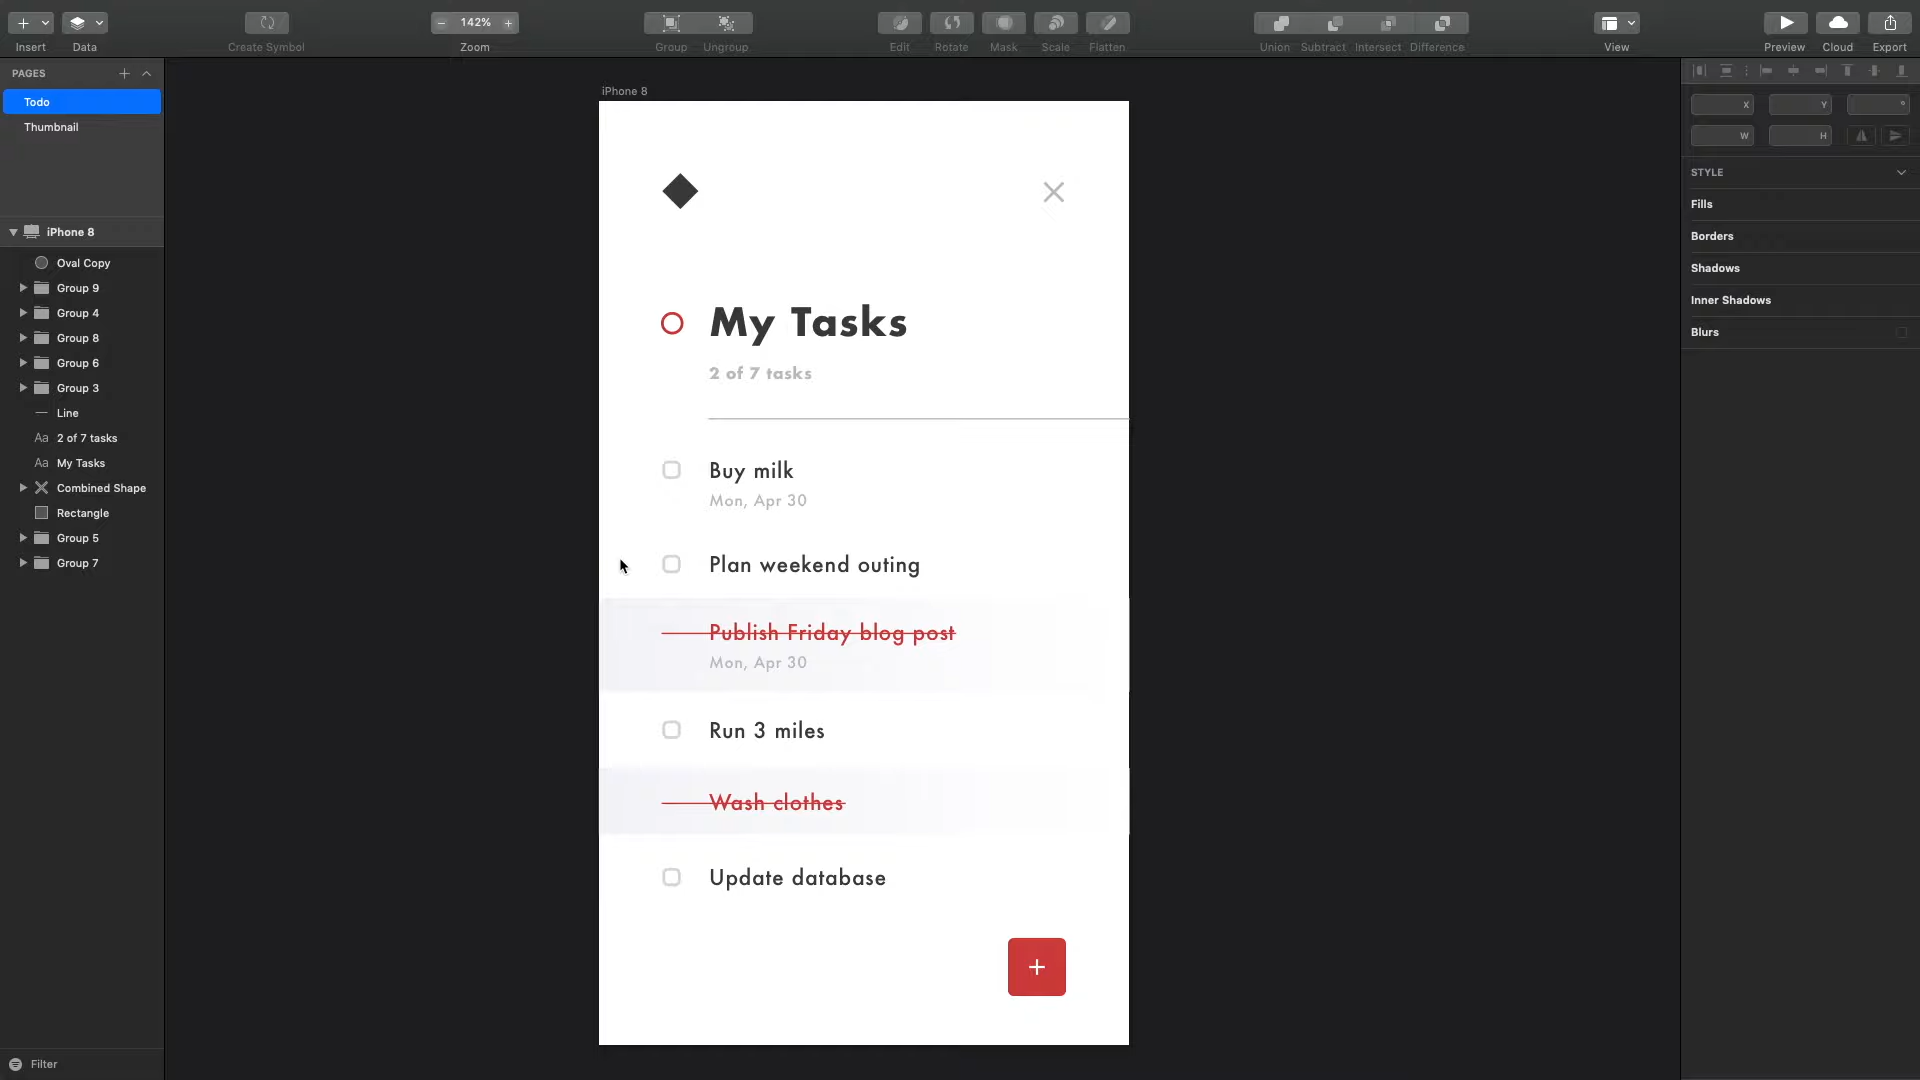 142%
Insert
Data
Create Symbol
Zoom
Group
Ungroup
Edit
Rotate
Mask
Scale
Flatten
Union
Subtract
Intersect
Difference
View
Preview
Cloud
Export
PAGES
Todo
Thumbnail
iPhone 8
Oval Copy
Group 9
Group 4
Group 8
Group 6
Group 3
Line
Aa 2 of 7 tasks
Aa My Tasks
Combined Shape
Rectangle
Group 5
Group 7
Filter
iPhone 8
My Tasks
2 of 7 tasks
Buy milk
Mon, Apr 30
Plan weekend outing
Publish Friday blog post
Mon, Apr 30
Run 3 miles
Wash clothes
Update database
+
X
Y
°
W
H
STYLE
Fills
Borders
Shadows
Inner Shadows
Blurs